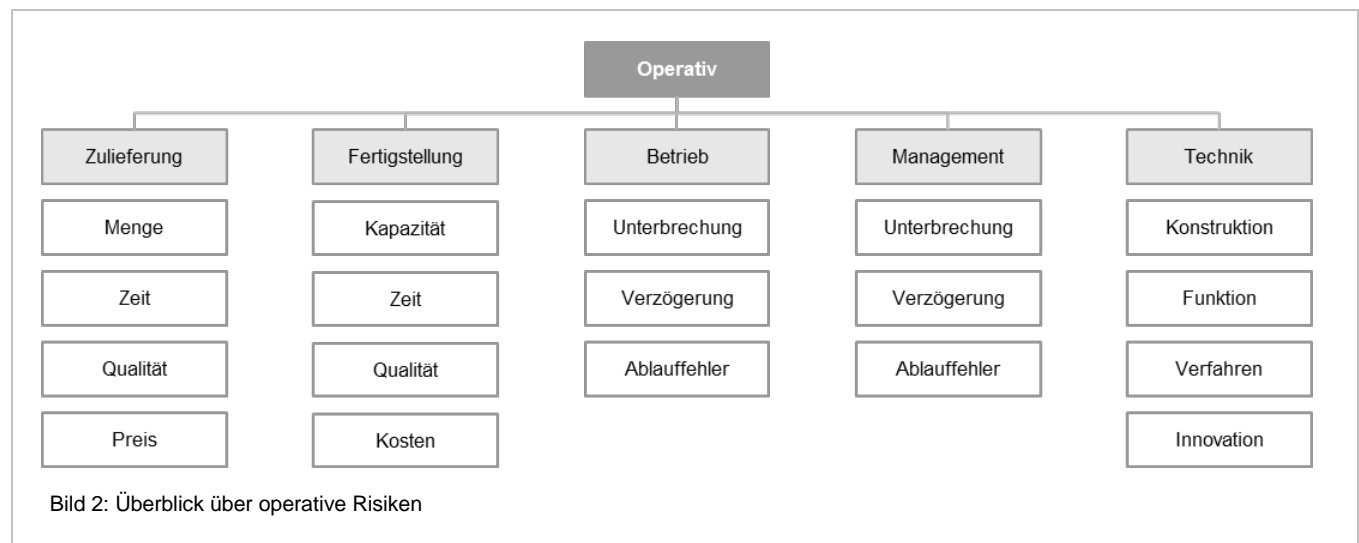 Operativ
Zulieferung
Fertigstellung
Betrieb
Management
Technik
Menge
Kapazität
Unterbrechung
Unterbrechung
Konstruktion
Zeit
Zeit
Verzögerung
Verzögerung
Funktion
Qualität
Qualität
Ablauffehler
Ablauffehler
Verfahren
Preis
Kosten
Innovation
Bild 2: Überblick über operative Risiken